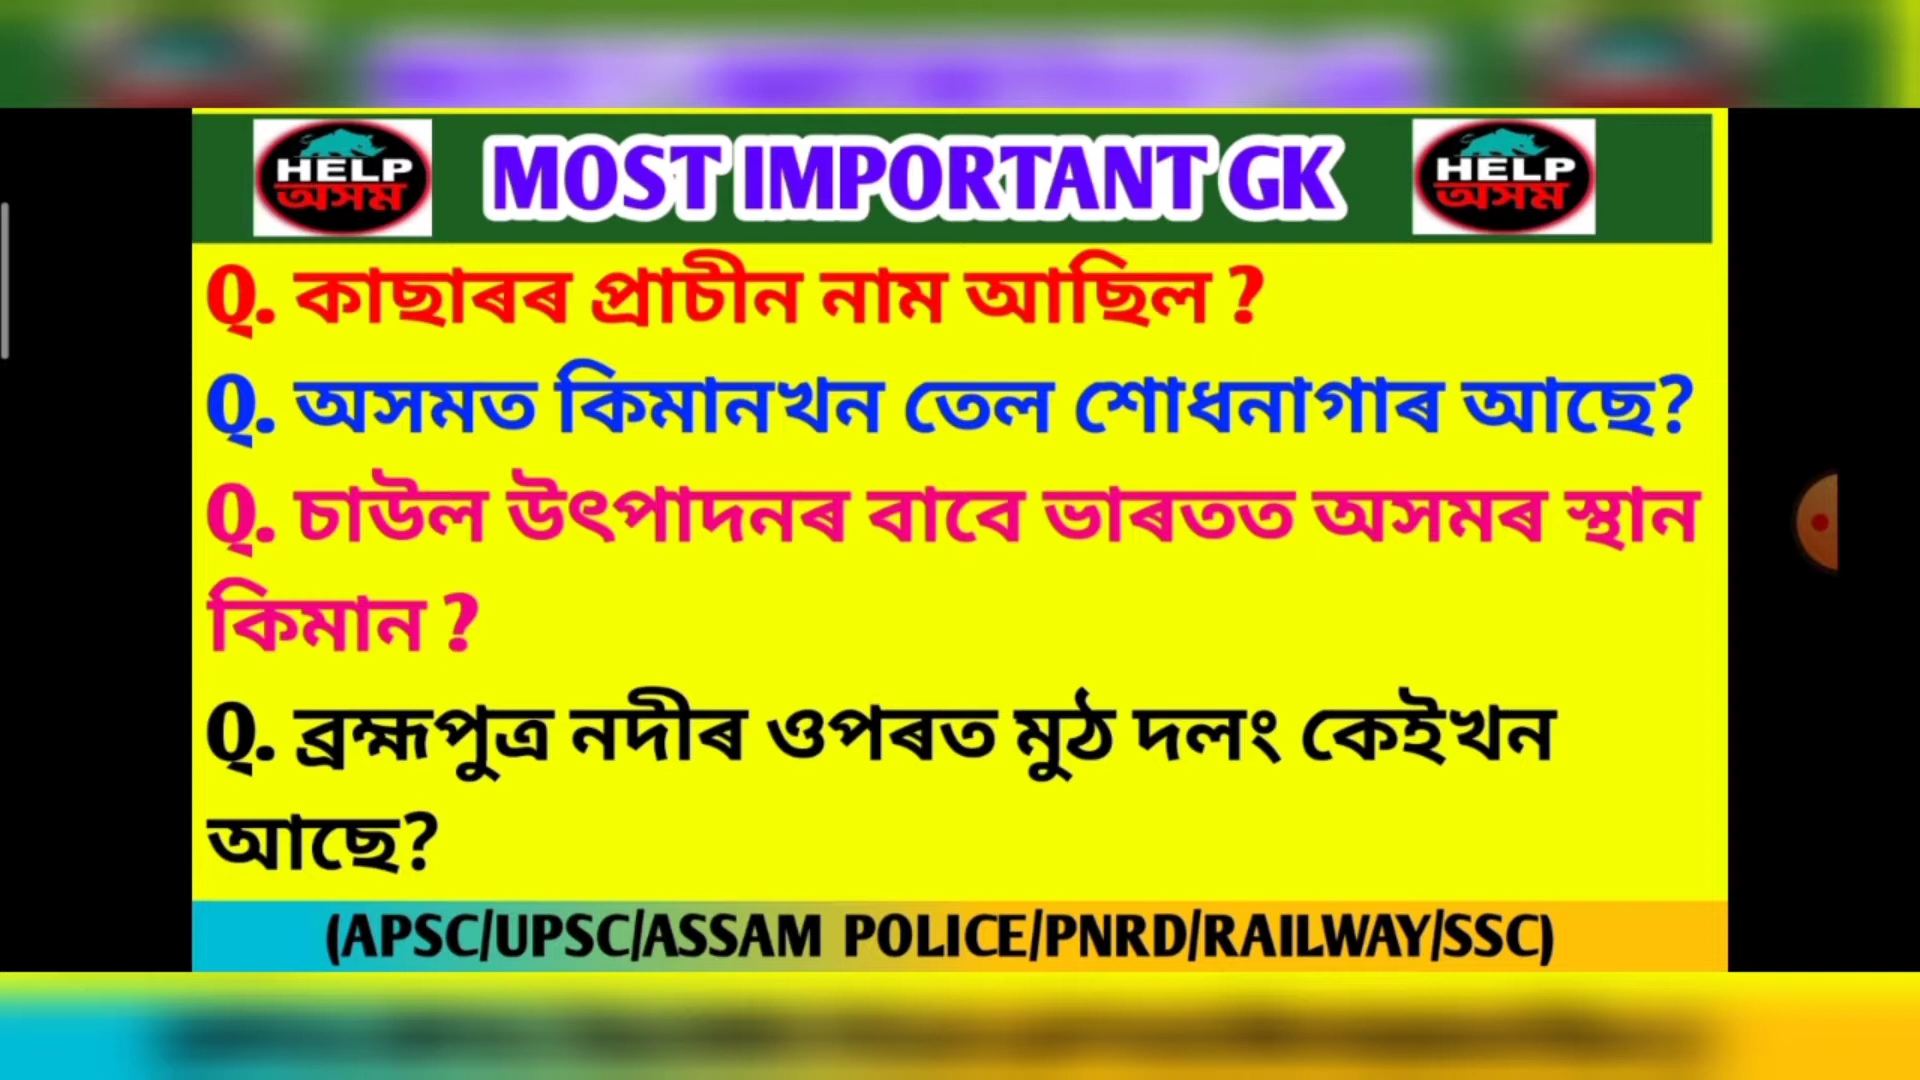 HELP
অসম
MOST IMPORTANT GK
HELP
অসম
Q. কাছাৰৰ প্ৰাচীন নাম আছিল ?
Q. অসমত কিমানখন তেল শোধনাগাৰ আছে?
Q. চাউল উৎপাদনৰ বাবে ভাৰতত অসমৰ স্থান
কিমান ?
Q. ব্ৰহ্মপুত্ৰ নদীৰ ওপৰত মুঠ দলং কেইখন
আছে?
(APSC/UPSC/ASSAM POLICE/PNRD/RAILWAY/SSC)